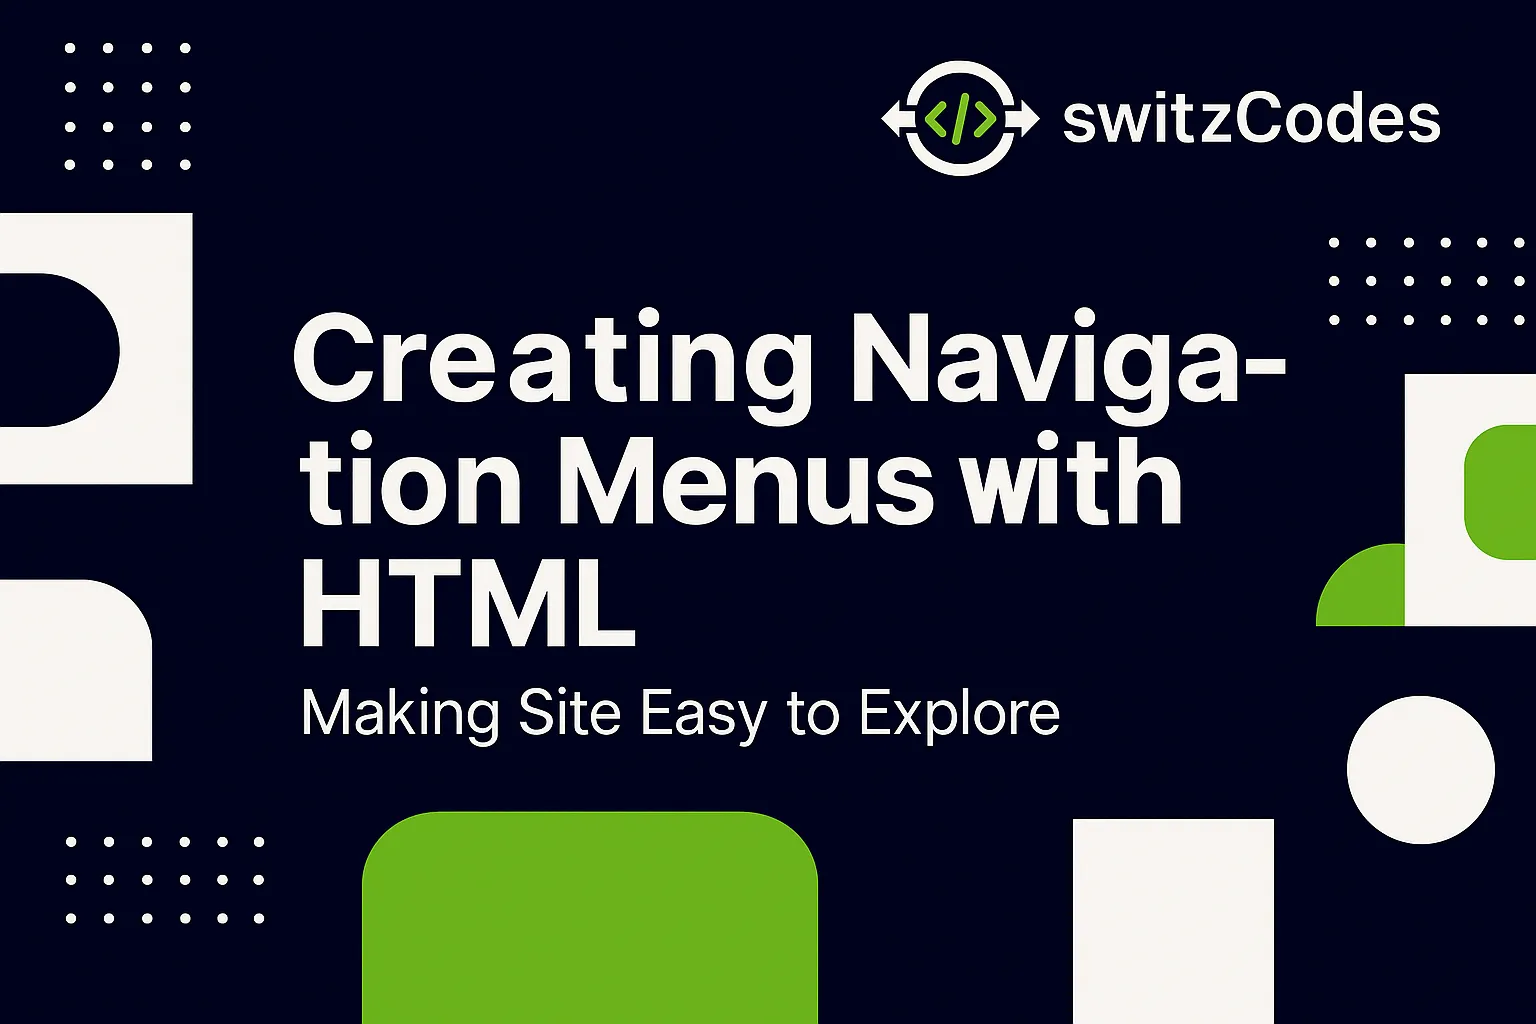 </> switzCodes
Creating Naviga-
tion Menus with
HTML
Making Site Easy to Explore